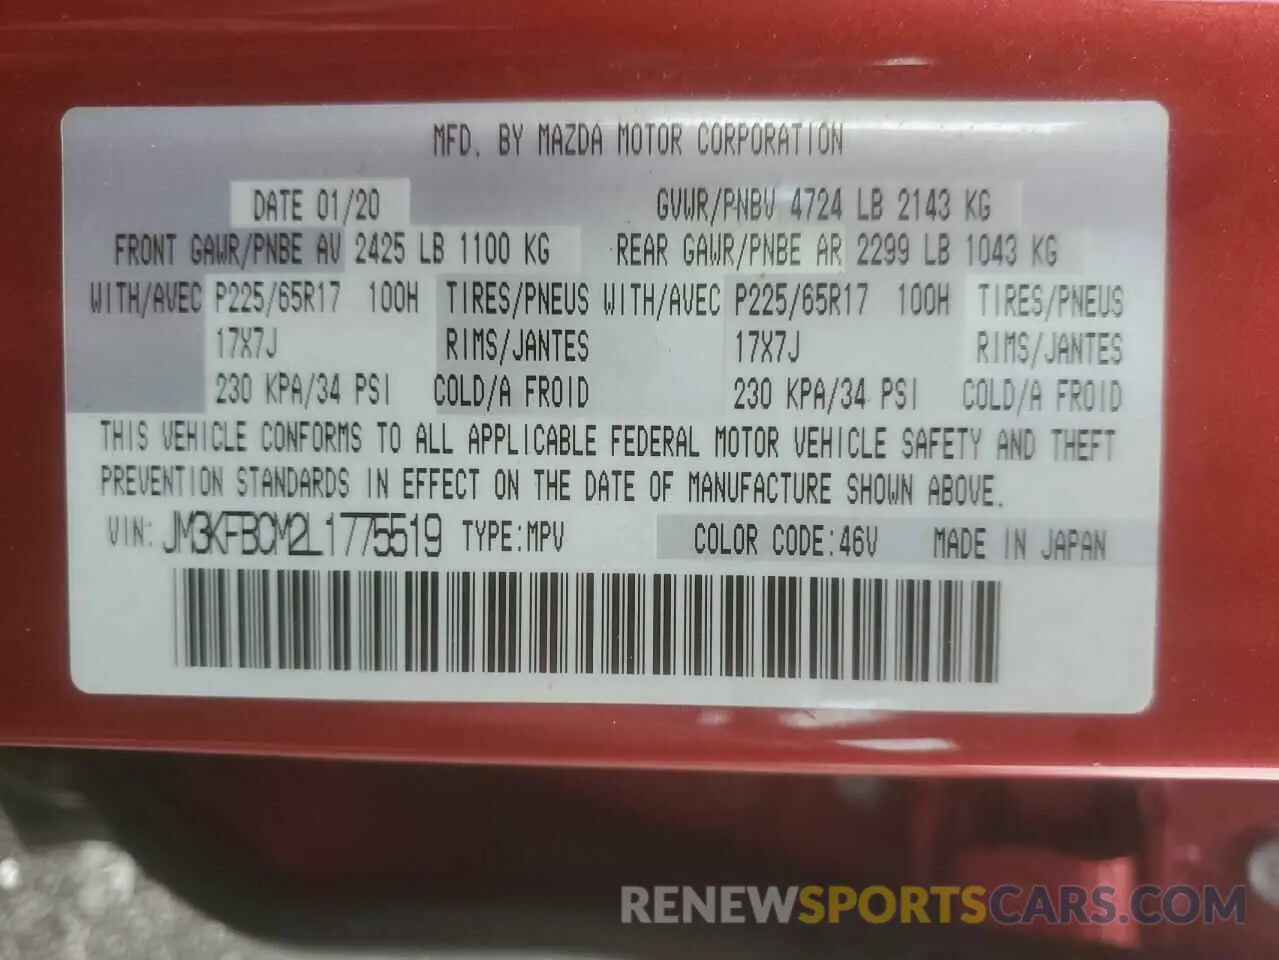 MFD. BY MAZDA MOTOR CORPORATION
DATE 01/20 GVWR/PNBV 4724 LB 2143 KG
FRONT GAWR/PNBE AV 2425 LB 1100 KG REAR GAWR/PNBE AR 2299 LB 1043 KG
WITH/AVEC P225/65R17 100H TIRES/PNEUS WITH/AVEC P225/65R17 100H TIRES/PNEUS
17X7J RIMS/JANTES 17X7J RIMS/JANTES
230 KPA/34 PSI COLD/A FROID 230 KPA/34 PSI COLD/A FROID
THIS VEHICLE CONFORMS TO ALL APPLICABLE FEDERAL MOTOR VEHICLE SAFETY AND THEFT
PREVENTION STANDARDS IN EFFECT ON THE DATE OF MANUFACTURE SHOWN ABOVE.
VIN: JM3KFBCM2L1775519 TYPE:MPV COLOR CODE:46V MADE IN JAPAN
RENEWSPORTSCARS.COM